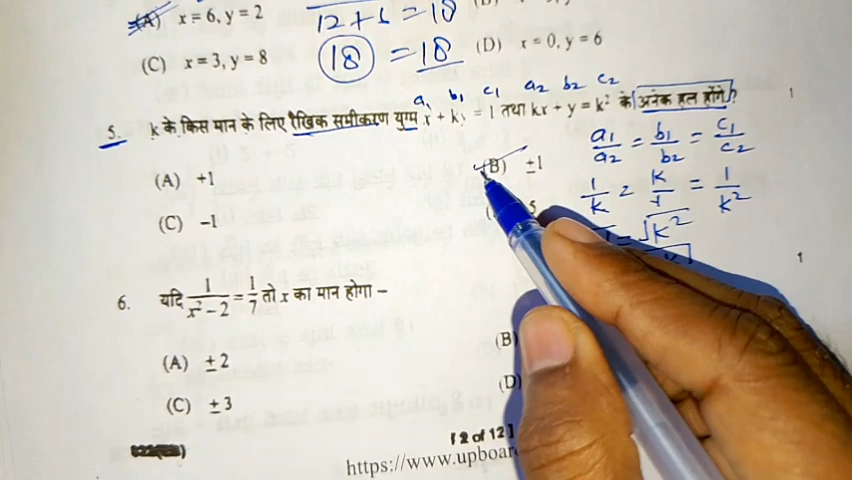 (A) x = 6, y = 2
12 + 6 = 18
18 = 18
(C) x = 3, y = 8
(D) x = 0, y = 6
a₁ b₁ c₁ a₂ b₂ c₂
5. k के किस मान के लिए रैखिक समीकरण युग्म x + ky = 1 तथा kx + y = k² के अनेक हल होंगे? 1
a₁/a₂ = b₁/b₂ = c₁/c₂
(A) +1
(B) ±1
1/k = k/1 = 1/k²
(C) –1
5
= √k²
6. यदि 1/(x² – 2) = 1/7 तो x का मान होगा – 1
(A) ± 2
(B)
(C) ± 3
(D)
[ 2 of 12 ]
https://www.upboar